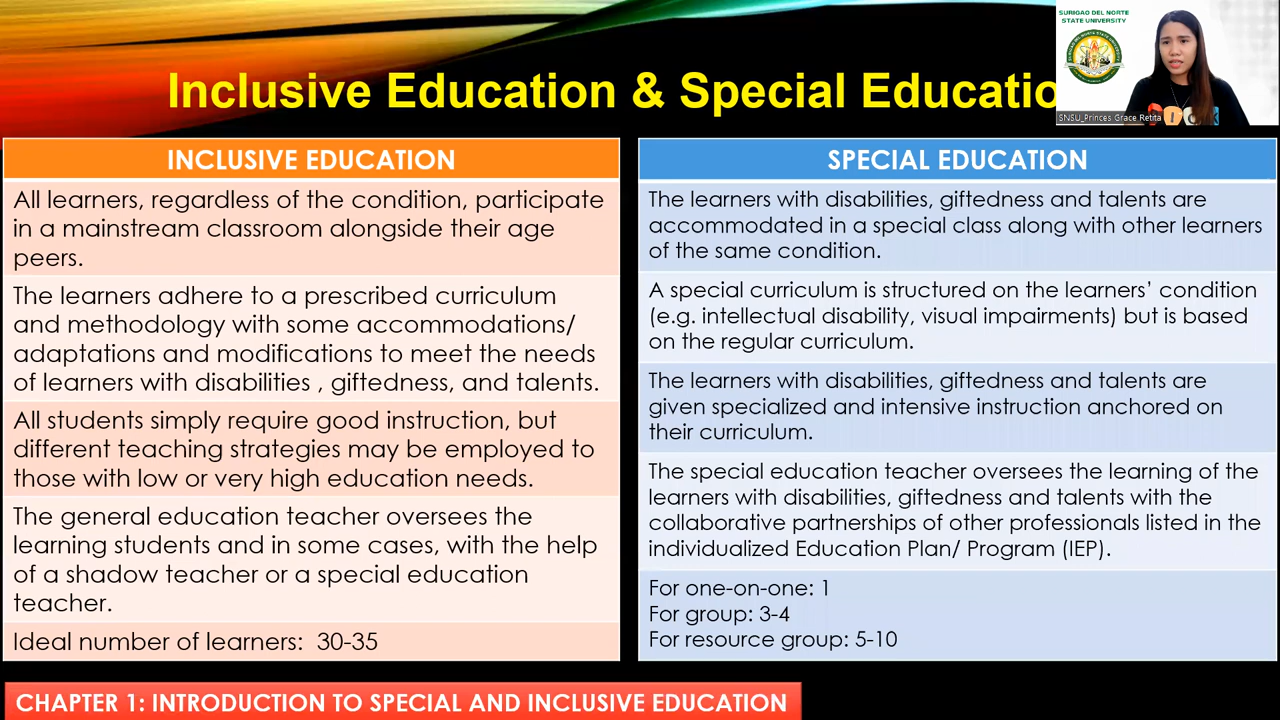 SURIGAO DEL NORTE
STATE UNIVERSITY
SNSU_Princes Grace Retita
Inclusive Education & Special Educatio
INCLUSIVE EDUCATION
All learners, regardless of the condition, participate
in a mainstream classroom alongside their age
peers.
The learners adhere to a prescribed curriculum
and methodology with some accommodations/
adaptations and modifications to meet the needs
of learners with disabilities , giftedness, and talents.
All students simply require good instruction, but
different teaching strategies may be employed to
those with low or very high education needs.
The general education teacher oversees the
learning students and in some cases, with the help
of a shadow teacher or a special education
teacher.
Ideal number of learners: 30-35
SPECIAL EDUCATION
The learners with disabilities, giftedness and talents are
accommodated in a special class along with other learners
of the same condition.
A special curriculum is structured on the learners’ condition
(e.g. intellectual disability, visual impairments) but is based
on the regular curriculum.
The learners with disabilities, giftedness and talents are
given specialized and intensive instruction anchored on
their curriculum.
The special education teacher oversees the learning of the
learners with disabilities, giftedness and talents with the
collaborative partnerships of other professionals listed in the
individualized Education Plan/ Program (IEP).
For one-on-one: 1
For group: 3-4
For resource group: 5-10
CHAPTER 1: INTRODUCTION TO SPECIAL AND INCLUSIVE EDUCATION